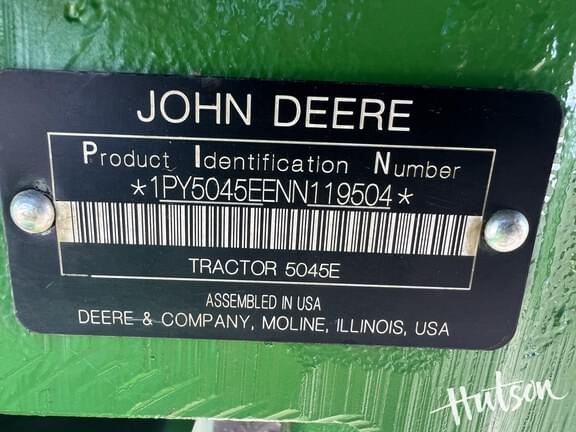 JOHN DEERE
Product Identification Number
*1PY5045EENN119504*
TRACTOR 5045E
ASSEMBLED IN USA
DEERE & COMPANY, MOLINE, ILLINOIS, USA
Hutson